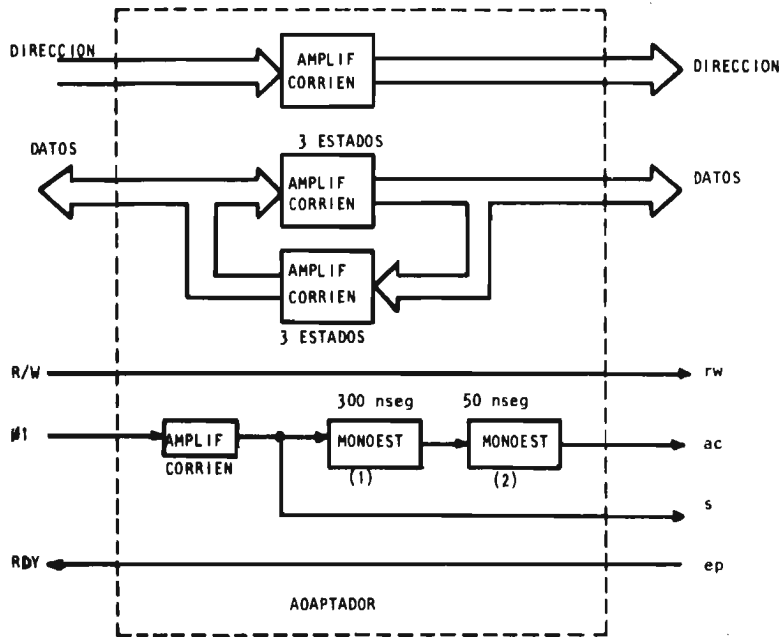 DIRECCION
AMPLIF
CORRIEN
DIRECCION
3 ESTADOS
DATOS
AMPLIF
CORRIEN
DATOS
AMPLIF
CORRIEN
3 ESTADOS
R/W
rw
300 nseg
50 nseg
Ø1
AMPLIF
CORRIEN
MONOEST
(1)
MONOEST
(2)
ac
s
RDY
ep
AOAPTADOR